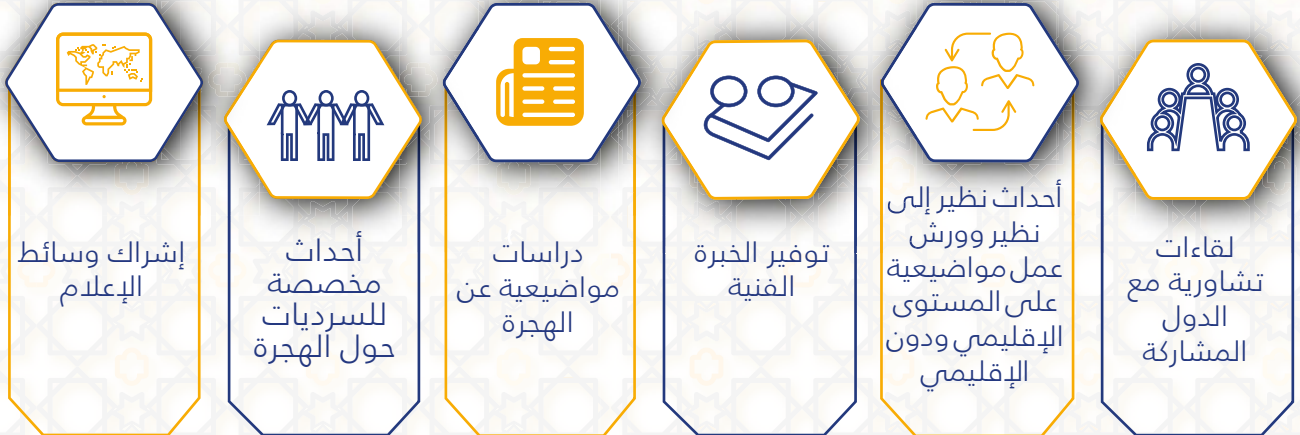 لقاءات
تشاورية مع
الدول
المشاركة
أحداث نظير إلى
نظير وورش
عمل مواضيعية
على المستوى
الإقليمي ودون
الإقليمي
توفير الخبرة
الفنية
دراسات
مواضيعية عن
الهجرة
أحداث
مخصصة
للسرديات
حول الهجرة
إشراك وسائط
الإعلام